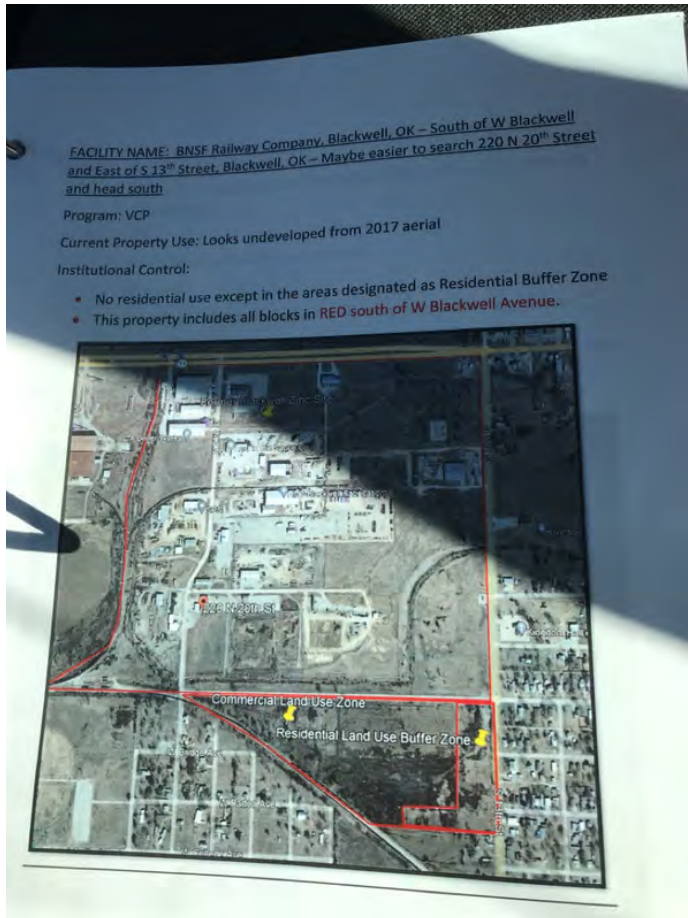 FACILITY NAME: BNSF Railway Company, Blackwell, OK – South of W Blackwell
and East of S 13th Street, Blackwell, OK – Maybe easier to search 220 N 20th Street
and head south
Program: VCP
Current Property Use: Looks undeveloped from 2017 aerial
Institutional Control:
• No residential use except in the areas designated as Residential Buffer Zone
• This property includes all blocks in RED south of W Blackwell Avenue.
Zinc Site
N 20th St
Commercial Land Use Zone
Residential Land Use Buffer Zone